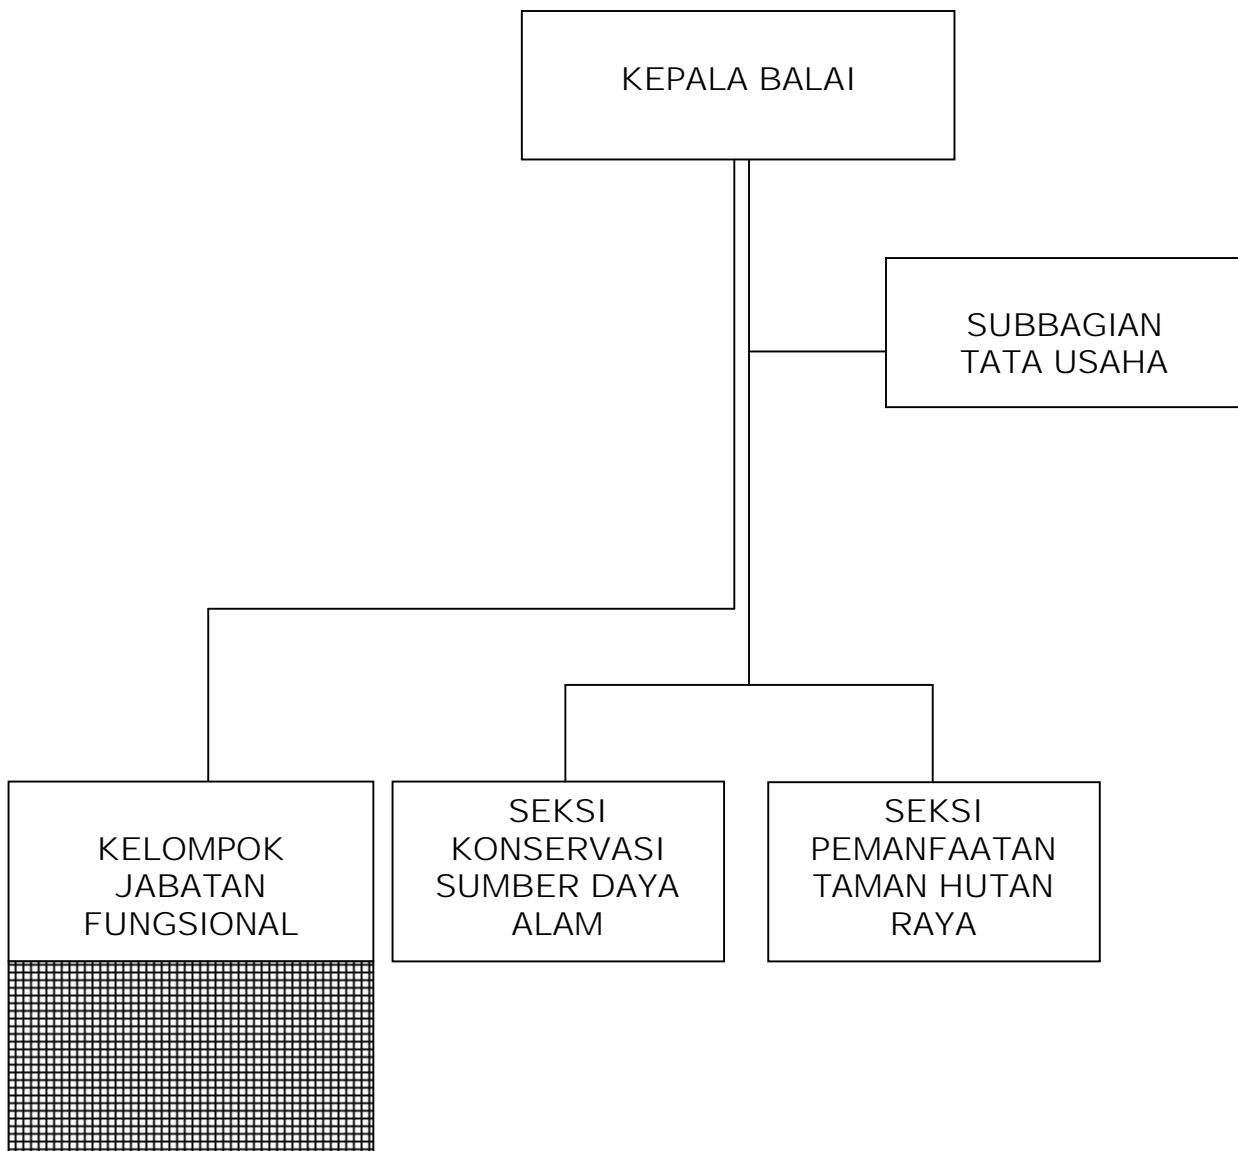 KEPALA BALAI
SUBBAGIAN
TATA USAHA
KELOMPOK
JABATAN
FUNGSIONAL
SEKSI
KONSERVASI
SUMBER DAYA
ALAM
SEKSI
PEMANFAATAN
TAMAN HUTAN
RAYA